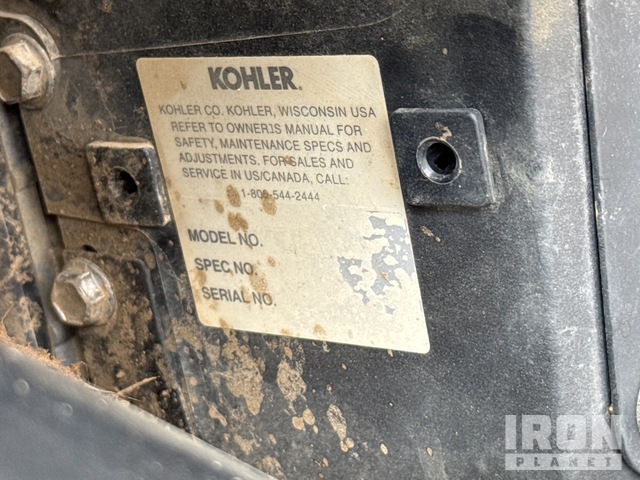 KOHLER
KOHLER CO. KOHLER, WISCONSIN USA
REFER TO OWNER1S MANUAL FOR
SAFETY, MAINTENANCE SPECS AND
ADJUSTMENTS. FOR SALES AND
SERVICE IN US/CANADA, CALL:
1-800-544-2444
MODEL NO.
SPEC NO.
SERIAL NO.
IRON
PLANET